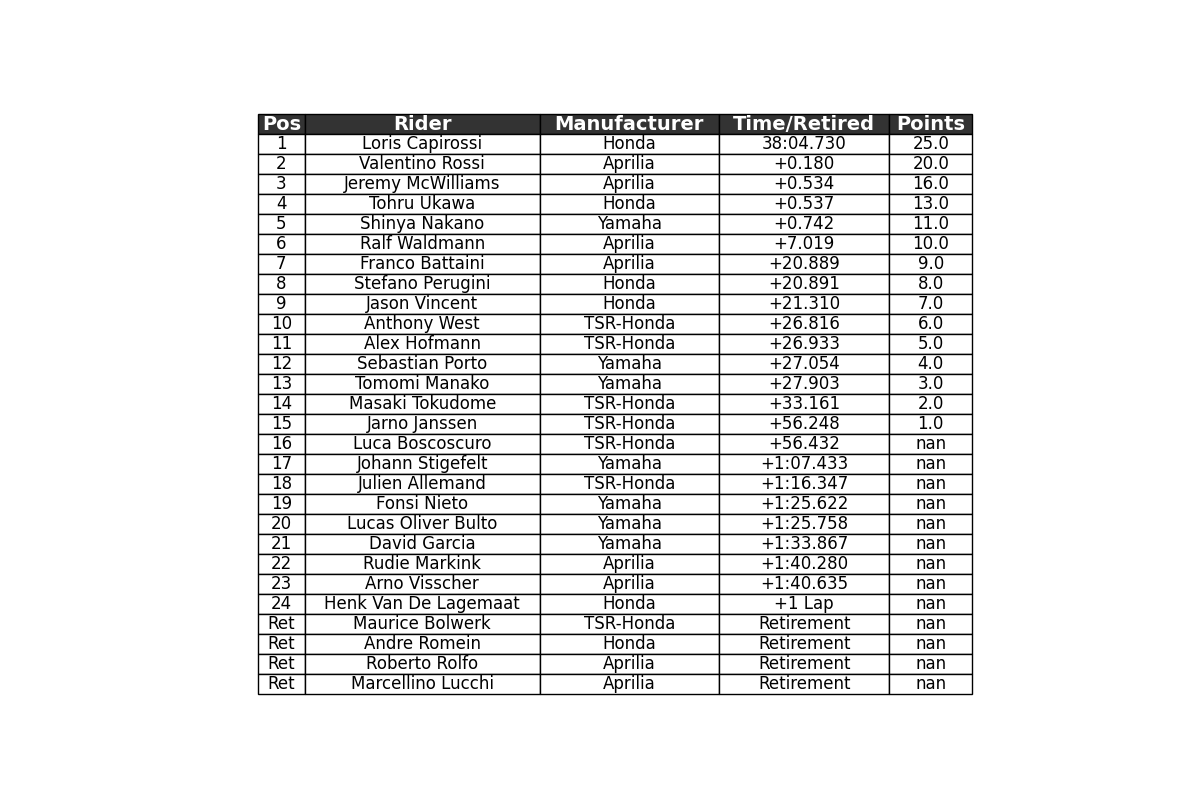 Pos Rider Manufacturer Time/Retired Points
1 Loris Capirossi Honda 38:04.730 25.0
2 Valentino Rossi Aprilia +0.180 20.0
3 Jeremy McWilliams Aprilia +0.534 16.0
4 Tohru Ukawa Honda +0.537 13.0
5 Shinya Nakano Yamaha +0.742 11.0
6 Ralf Waldmann Aprilia +7.019 10.0
7 Franco Battaini Aprilia +20.889 9.0
8 Stefano Perugini Honda +20.891 8.0
9 Jason Vincent Honda +21.310 7.0
10 Anthony West TSR-Honda +26.816 6.0
11 Alex Hofmann TSR-Honda +26.933 5.0
12 Sebastian Porto Yamaha +27.054 4.0
13 Tomomi Manako Yamaha +27.903 3.0
14 Masaki Tokudome TSR-Honda +33.161 2.0
15 Jarno Janssen TSR-Honda +56.248 1.0
16 Luca Boscoscuro TSR-Honda +56.432 nan
17 Johann Stigefelt Yamaha +1:07.433 nan
18 Julien Allemand TSR-Honda +1:16.347 nan
19 Fonsi Nieto Yamaha +1:25.622 nan
20 Lucas Oliver Bulto Yamaha +1:25.758 nan
21 David Garcia Yamaha +1:33.867 nan
22 Rudie Markink Aprilia +1:40.280 nan
23 Arno Visscher Aprilia +1:40.635 nan
24 Henk Van De Lagemaat Honda +1 Lap nan
Ret Maurice Bolwerk TSR-Honda Retirement nan
Ret Andre Romein Honda Retirement nan
Ret Roberto Rolfo Aprilia Retirement nan
Ret Marcellino Lucchi Aprilia Retirement nan